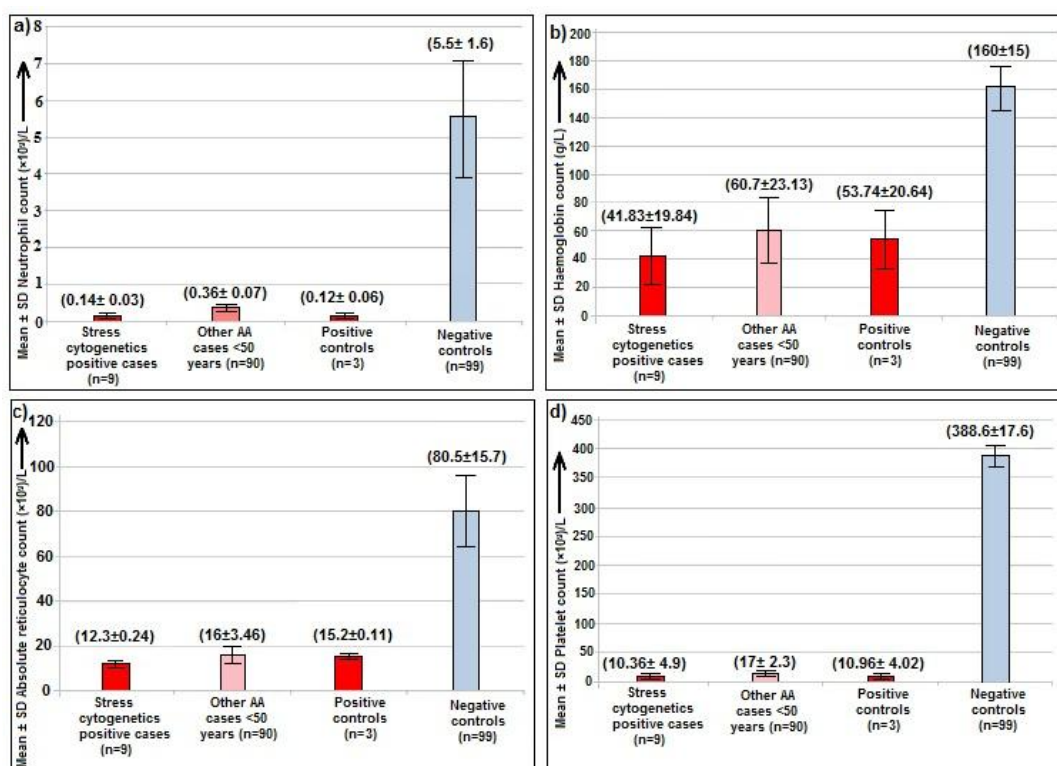 a)
Mean ± SD Neutrophil count (×10⁹)/L
8
7
6
5
4
3
2
1
0
(0.14± 0.03)
(0.36± 0.07)
(0.12± 0.06)
(5.5± 1.6)
Stress
cytogenetics
positive cases
(n=9)
Other AA
cases <50
years (n=90)
Positive
controls
(n=3)
Negative
controls
(n=99)
b)
Mean ± SD Haemoglobin count (g/L)
200
180
160
140
120
100
80
60
40
20
0
(41.83±19.84)
(60.7±23.13)
(53.74±20.64)
(160±15)
Stress
cytogenetics
positive cases
(n=9)
Other AA
cases <50
years (n=90)
Positive
controls
(n=3)
Negative
controls
(n=99)
c)
Mean ± SD Absolute reticulocyte count (×10⁹)/L
120
100
80
60
40
20
0
(12.3±0.24)
(16±3.46)
(15.2±0.11)
(80.5±15.7)
Stress
cytogenetics
positive cases
(n=9)
Other AA
cases <50
years (n=90)
Positive
controls
(n=3)
Negative
controls
(n=99)
d)
Mean ± SD Platelet count (×10⁹)/L
450
400
350
300
250
200
150
100
50
0
(10.36± 4.9)
(17± 2.3)
(10.96± 4.02)
(388.6±17.6)
Stress
cytogenetics
positive cases
(n=9)
Other AA
cases <50
years (n=90)
Positive
controls
(n=3)
Negative
controls
(n=99)